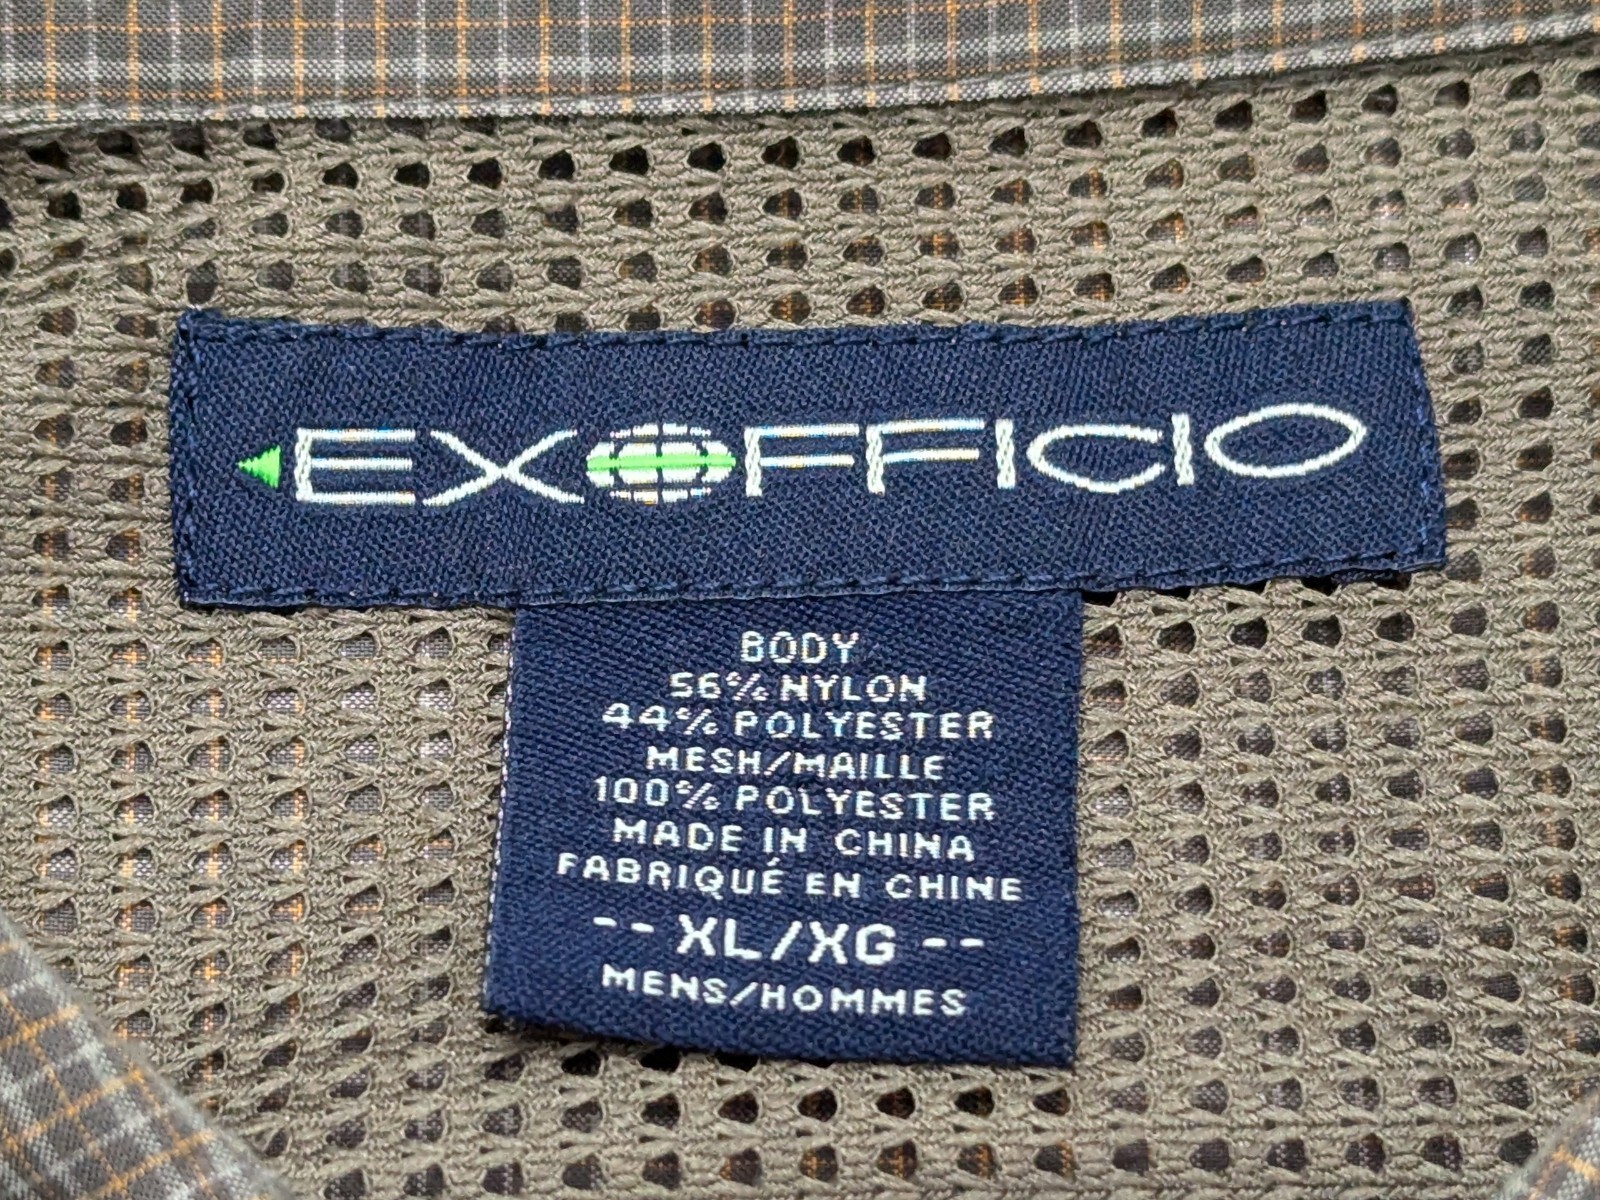 EXOFFICIO
BODY
56% NYLON
44% POLYESTER
MESH/MAILLE
100% POLYESTER
MADE IN CHINA
FABRIQUÉ EN CHINE
-- XL/XG --
MENS/HOMMES